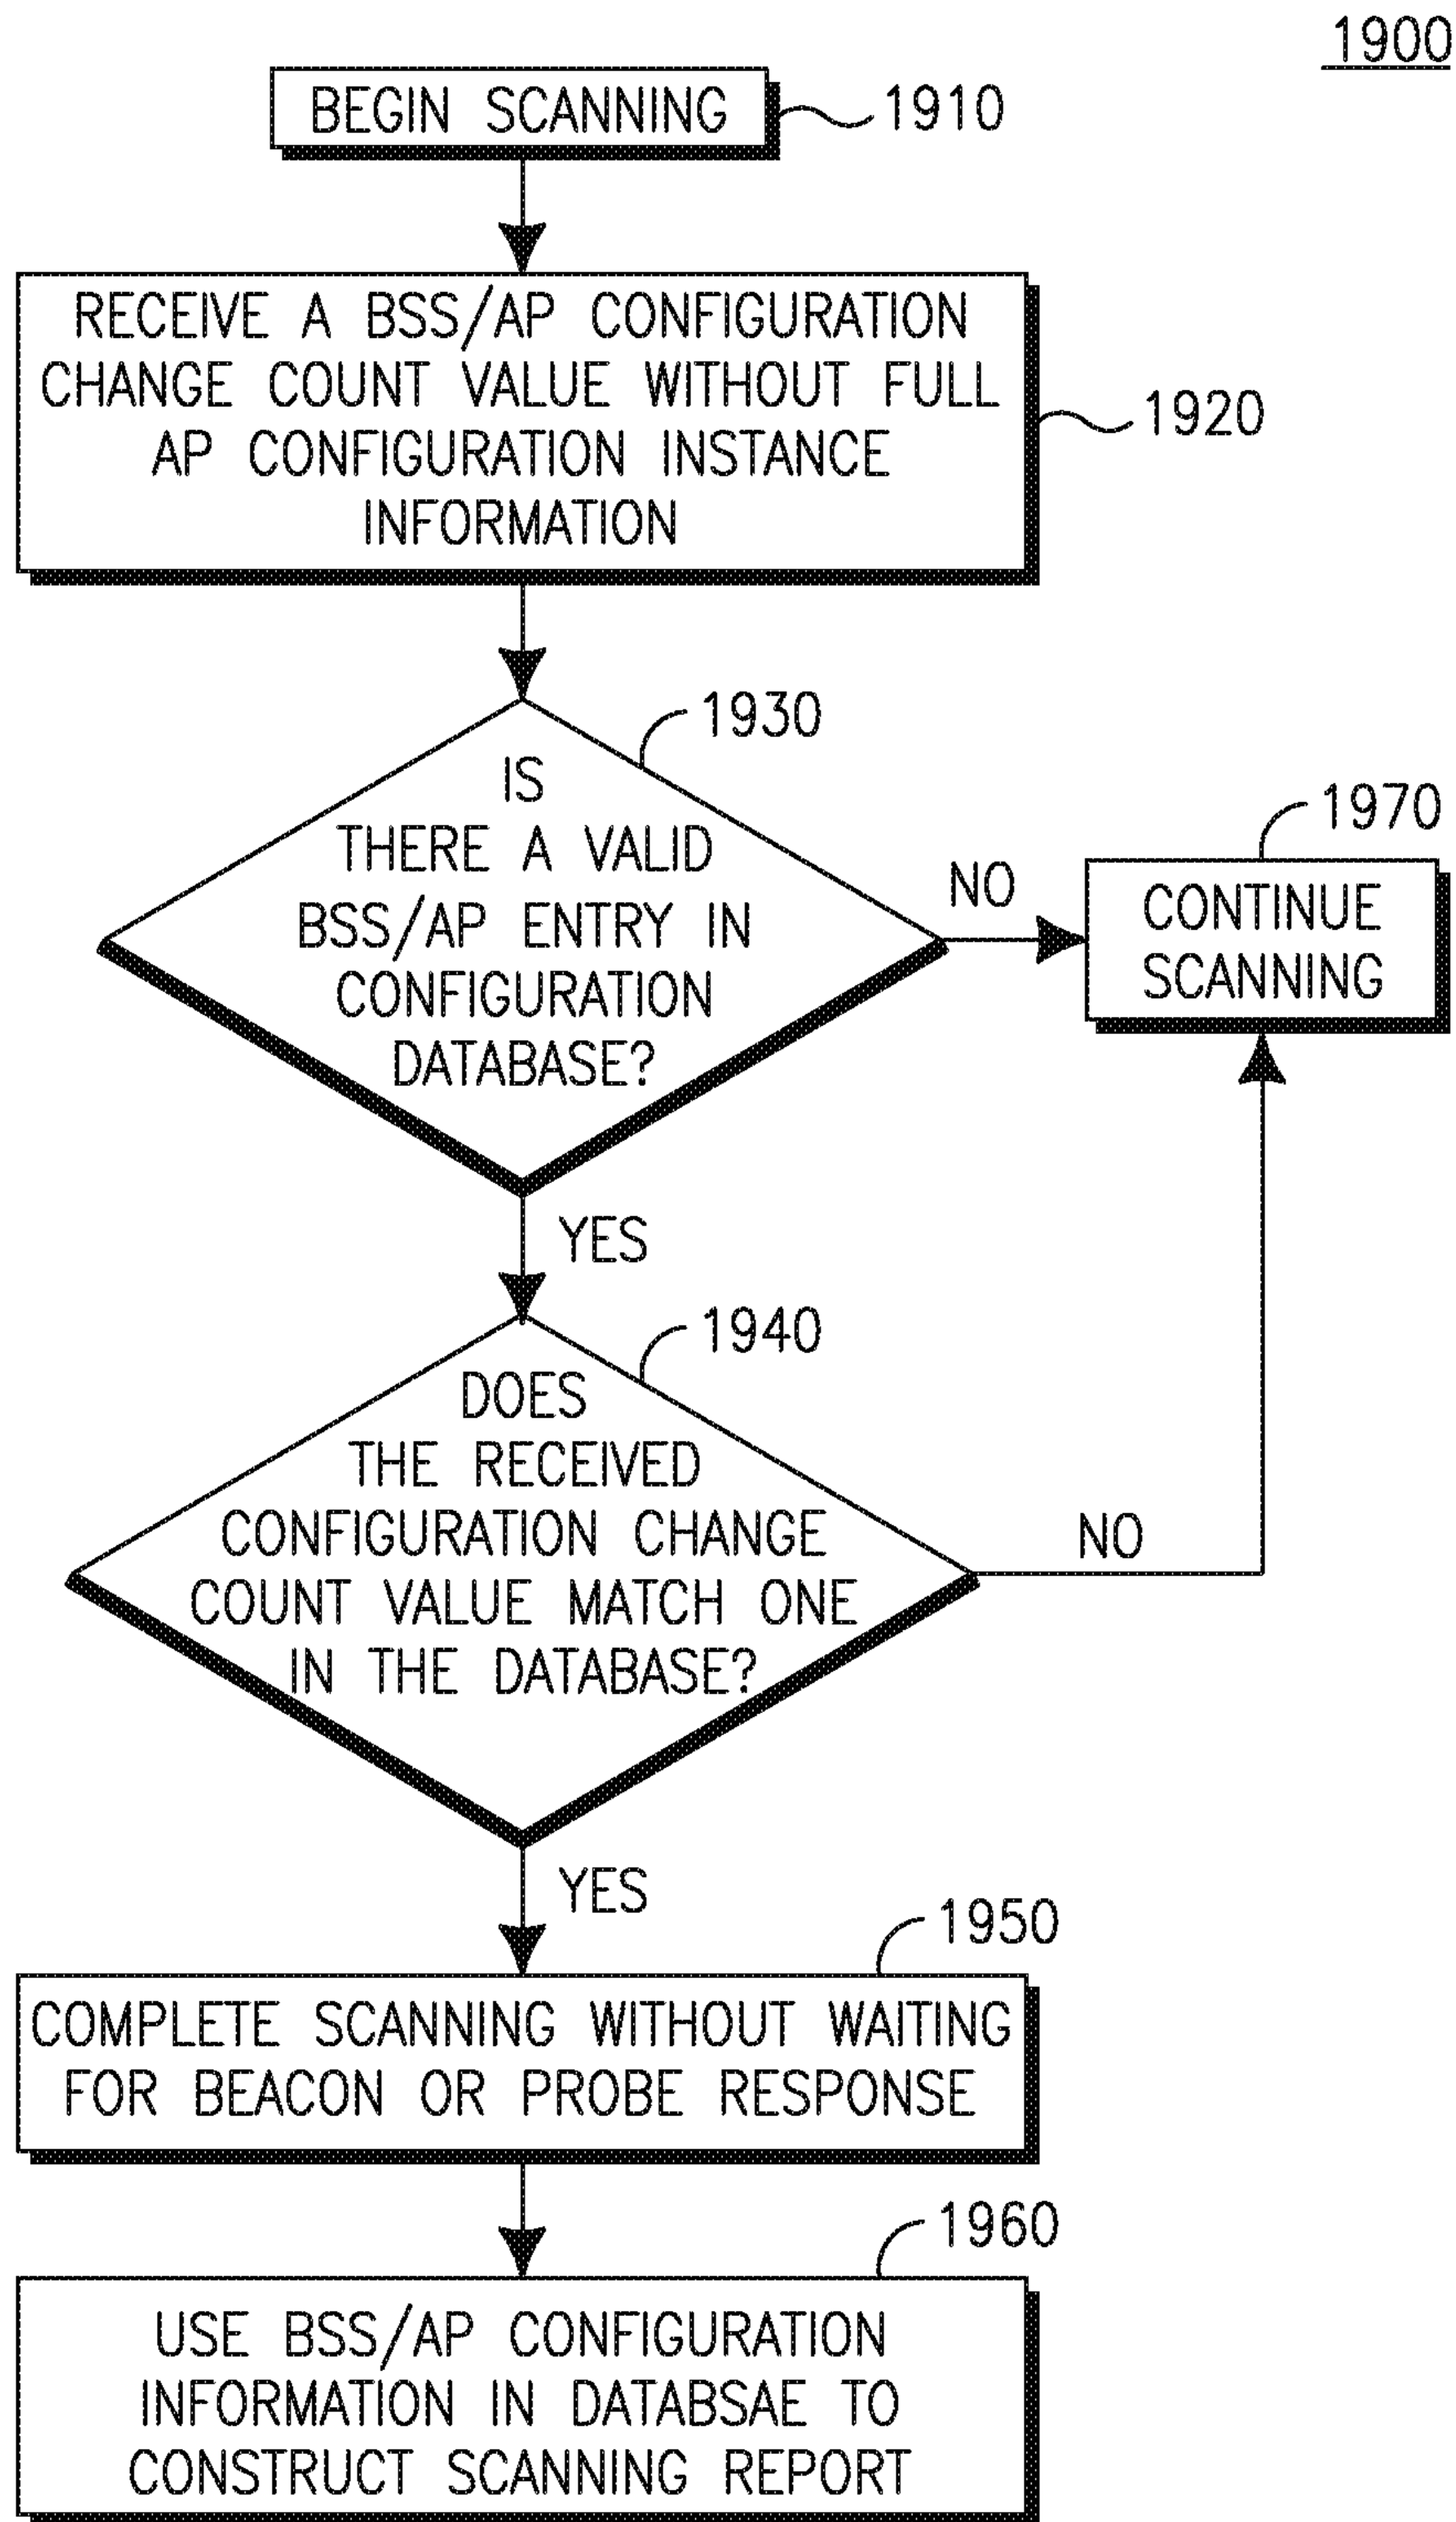 1900
BEGIN SCANNING
1910
RECEIVE A BSS/AP CONFIGURATION
CHANGE COUNT VALUE WITHOUT FULL
AP CONFIGURATION INSTANCE
INFORMATION
1920
1930
IS
THERE A VALID
BSS/AP ENTRY IN
CONFIGURATION
DATABASE?
NO
1970
CONTINUE
SCANNING
YES
1940
DOES
THE RECEIVED
CONFIGURATION CHANGE
COUNT VALUE MATCH ONE
IN THE DATABASE?
NO
YES
1950
COMPLETE SCANNING WITHOUT WAITING
FOR BEACON OR PROBE RESPONSE
1960
USE BSS/AP CONFIGURATION
INFORMATION IN DATABSAE TO
CONSTRUCT SCANNING REPORT